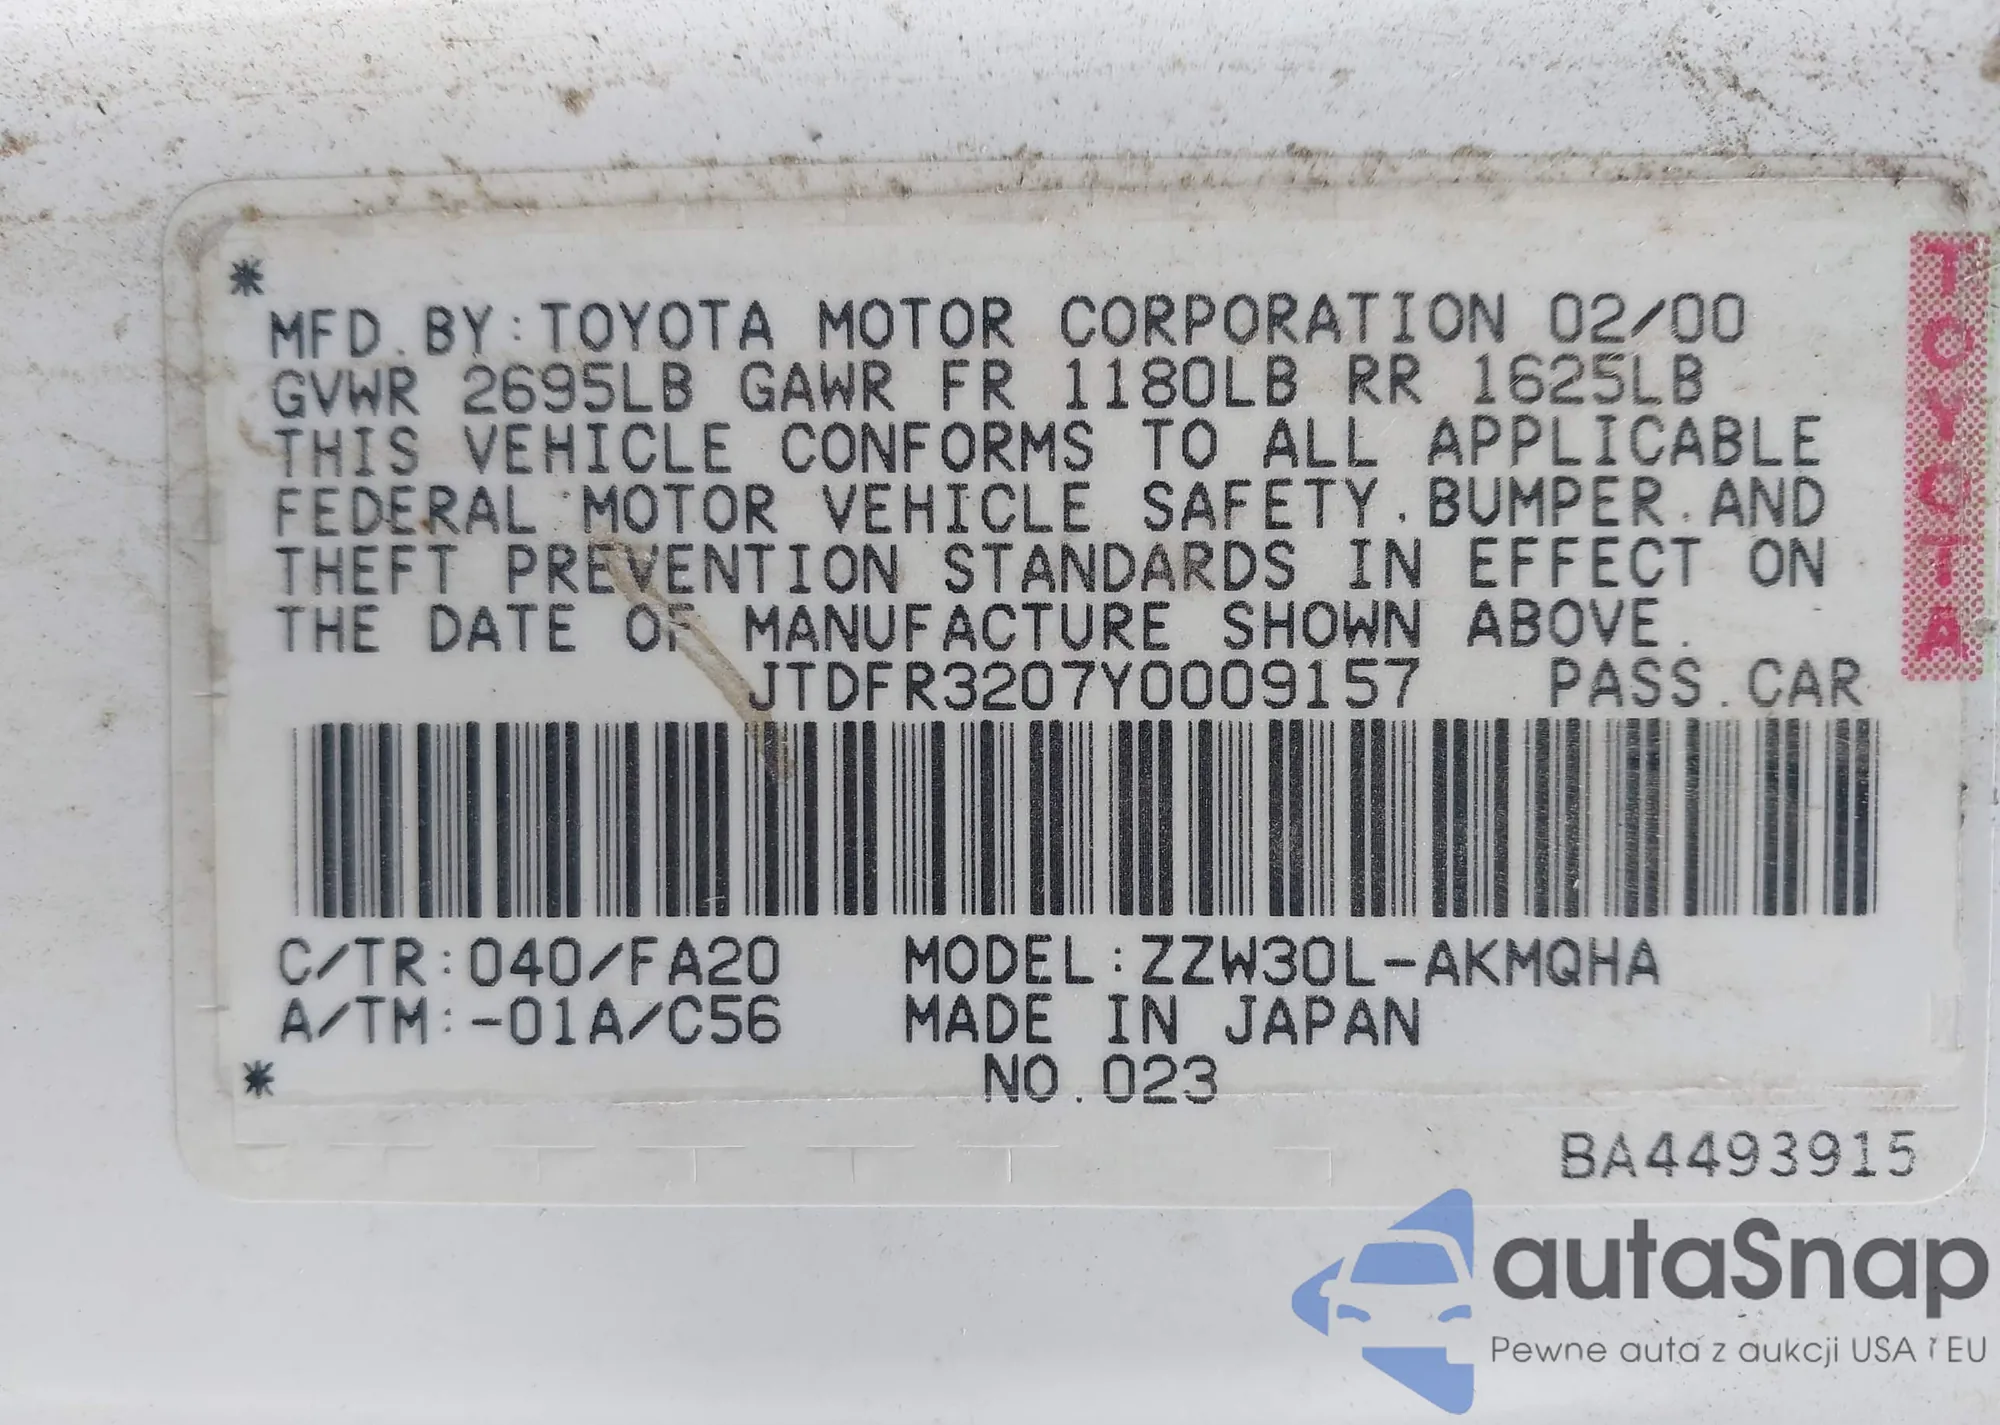 *
MFD.BY:TOYOTA MOTOR CORPORATION 02/00
GVWR 2695LB GAWR FR 1180LB RR 1625LB
THIS VEHICLE CONFORMS TO ALL APPLICABLE
FEDERAL MOTOR VEHICLE SAFETY.BUMPER.AND
THEFT PREVENTION STANDARDS IN EFFECT ON
THE DATE OF MANUFACTURE SHOWN ABOVE.
JTDFR3207Y0009157 PASS.CAR
C/TR:040/FA20 MODEL:ZZW30L-AKMQHA
A/TM:-01A/C56 MADE IN JAPAN
* NO.023
BA4493915
TOYOTA
autaSnap
Pewne auta z aukcji USA i EU